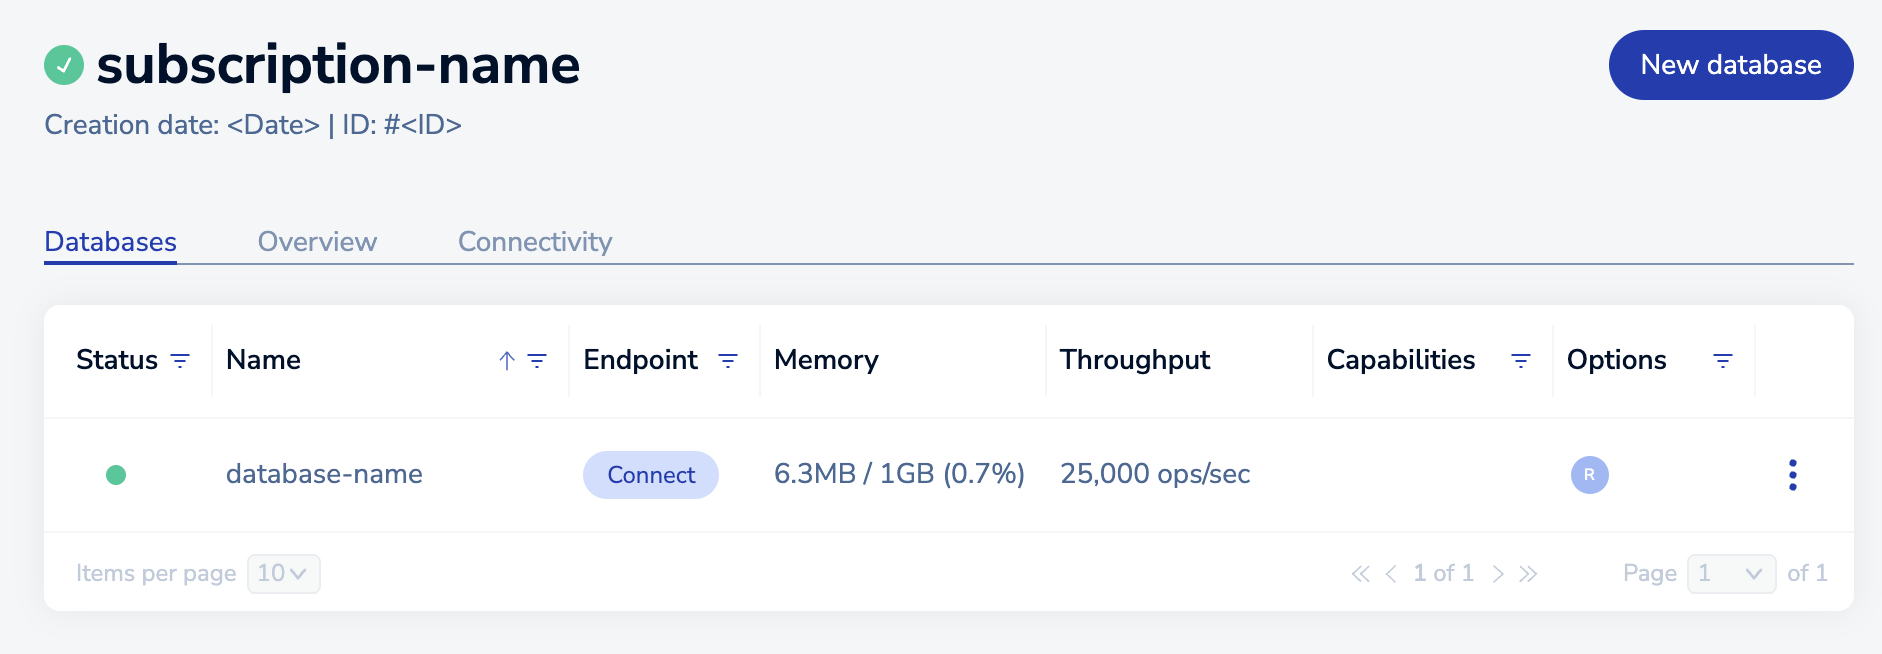 subscription-name
New database
Creation date: <Date> | ID: #<ID>
Databases Overview Connectivity
Status Name Endpoint Memory Throughput Capabilities Options
database-name Connect 6.3MB / 1GB (0.7%) 25,000 ops/sec R
Items per page 10 1 of 1 Page 1 of 1